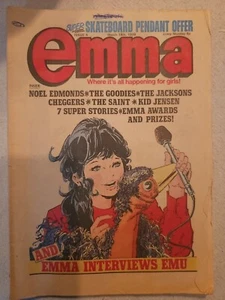 FREE SKATEBOARD PENDANT OFFER
emma
Where it's all happening for girls!
NOEL EDMONDS★THE GOODIES★THE JACKSONS
CHEGGERS★THE SAINT★KID JENSEN
7 SUPER STORIES★EMMA AWARDS
AND PRIZES!
AND
EMMA INTERVIEWS EMU